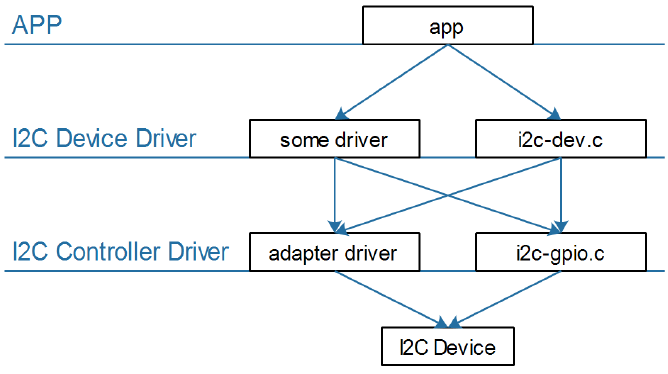 APP
app
I2C Device Driver
some driver
i2c-dev.c
I2C Controller Driver
adapter driver
i2c-gpio.c
I2C Device